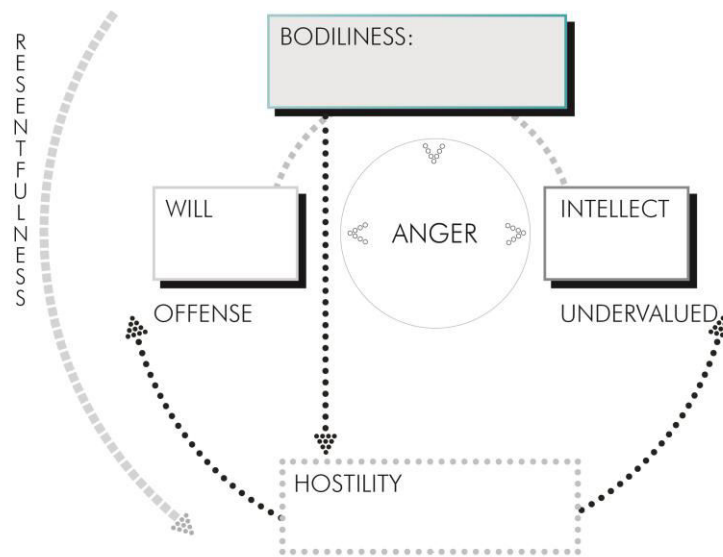 RESENTFULNESS
BODILINESS:
WILL
ANGER
INTELLECT
OFFENSE
UNDERVALUED
HOSTILITY